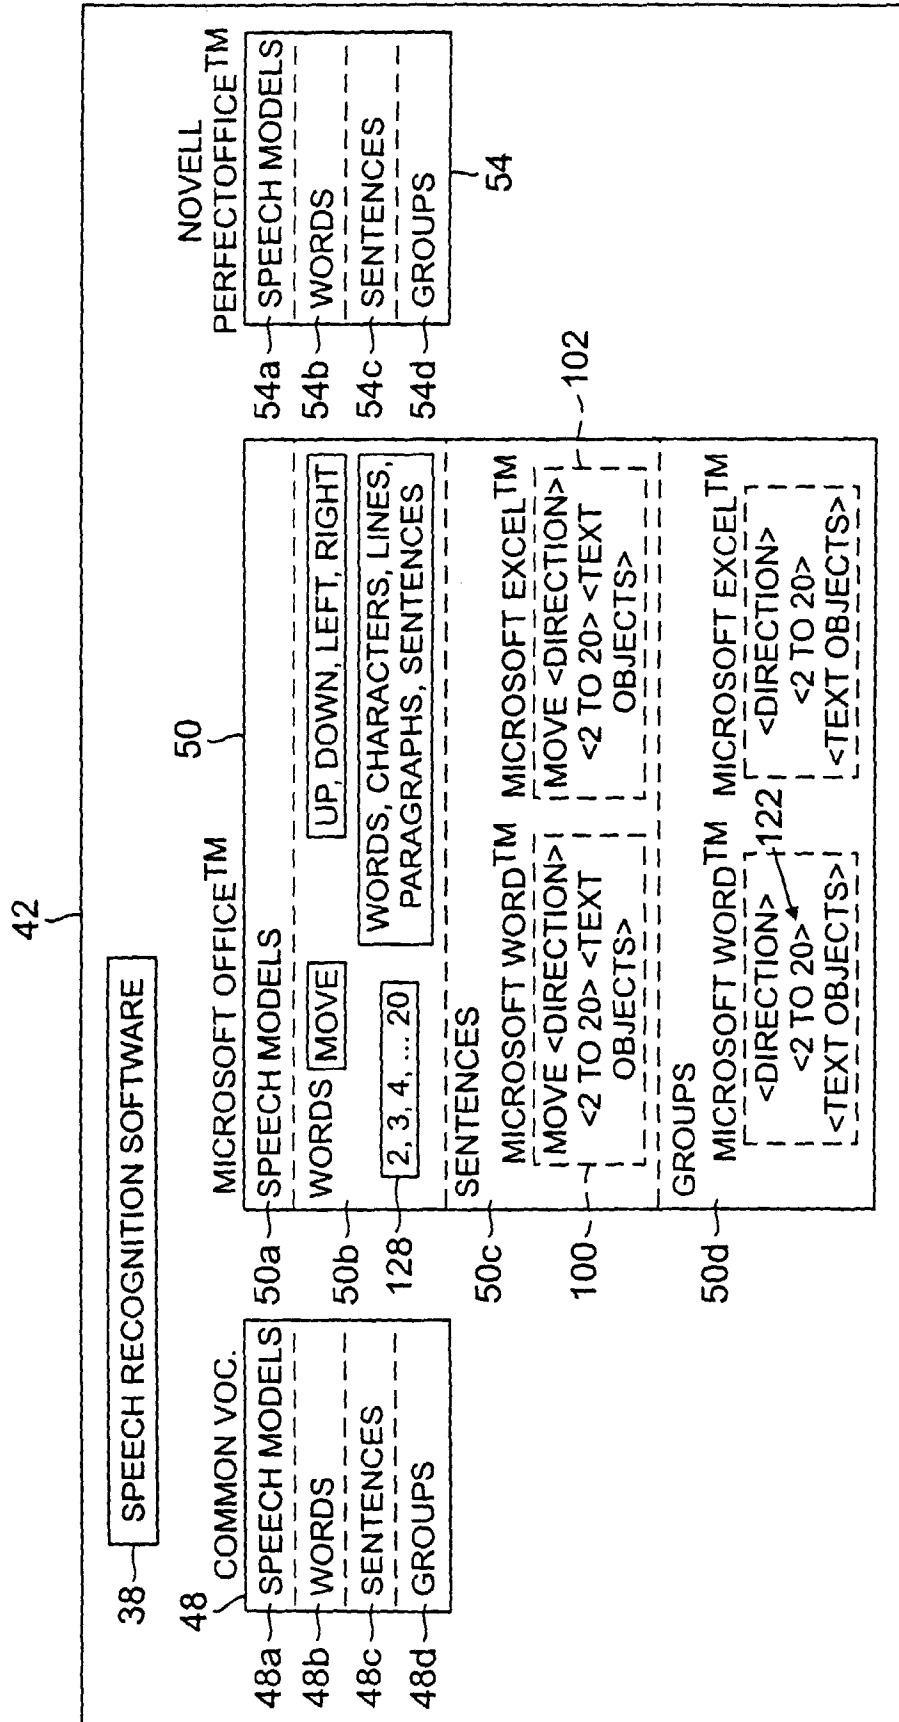 42
38
SPEECH RECOGNITION SOFTWARE
48
COMMON VOC.
48a
SPEECH MODELS
48b
WORDS
48c
SENTENCES
48d
GROUPS
MICROSOFT OFFICE™
50
50a
SPEECH MODELS
50b
WORDS
MOVE
UP, DOWN, LEFT, RIGHT
128
2, 3, 4, ... 20
WORDS, CHARACTERS, LINES,
PARAGRAPHS, SENTENCES
50c
SENTENCES
MICROSOFT WORD™
100
MOVE <DIRECTION>
<2 TO 20> <TEXT
OBJECTS>
MICROSOFT EXCEL™
102
MOVE <DIRECTION>
<2 TO 20> <TEXT
OBJECTS>
50d
GROUPS
MICROSOFT WORD™
122
<DIRECTION>
<2 TO 20>
<TEXT OBJECTS>
MICROSOFT EXCEL™
<DIRECTION>
<2 TO 20>
<TEXT OBJECTS>
NOVELL
PERFECTOFFICE™
54a
SPEECH MODELS
54b
WORDS
54c
SENTENCES
54d
GROUPS
54